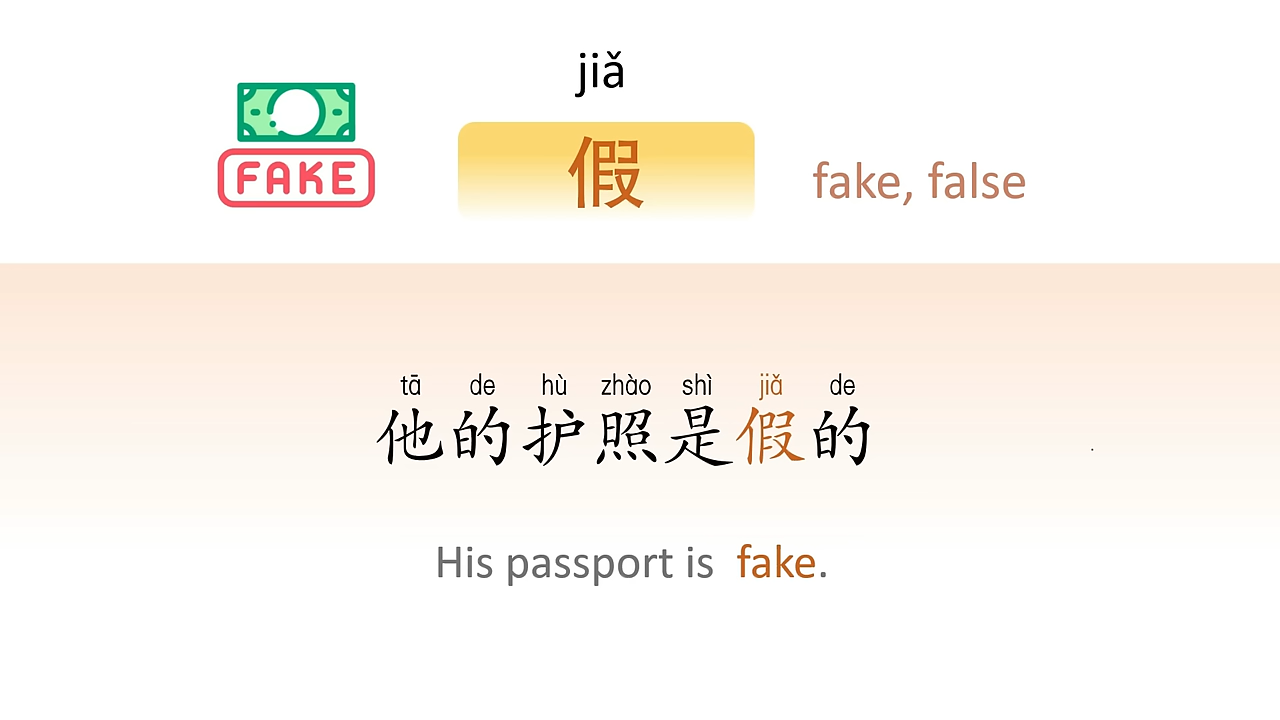 jiǎ
FAKE
假
fake, false
tā de hù zhào shì jiǎ de
他的护照是假的
His passport is fake.